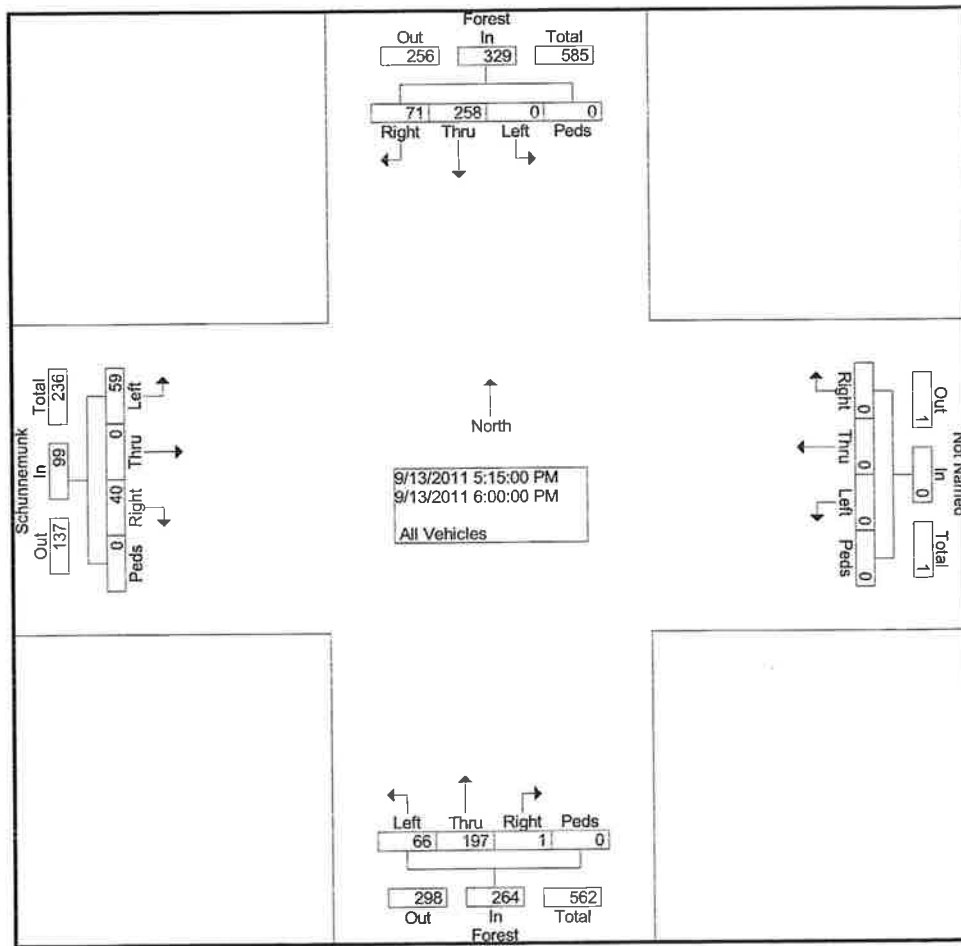 Forest
Out In Total
256 329 585
71 258 0 0
Right Thru Left Peds
Schunnemunk
Total In Out
236 99 137
59 0 40 0
Left Thru Right Peds
North
9/13/2011 5:15:00 PM
9/13/2011 6:00:00 PM
All Vehicles
Right Thru Left Peds
0 0 0 0
Out In Total
1 0 1
Not Named
Left Thru Right Peds
66 197 1 0
298 264 562
Out In Total
Forest